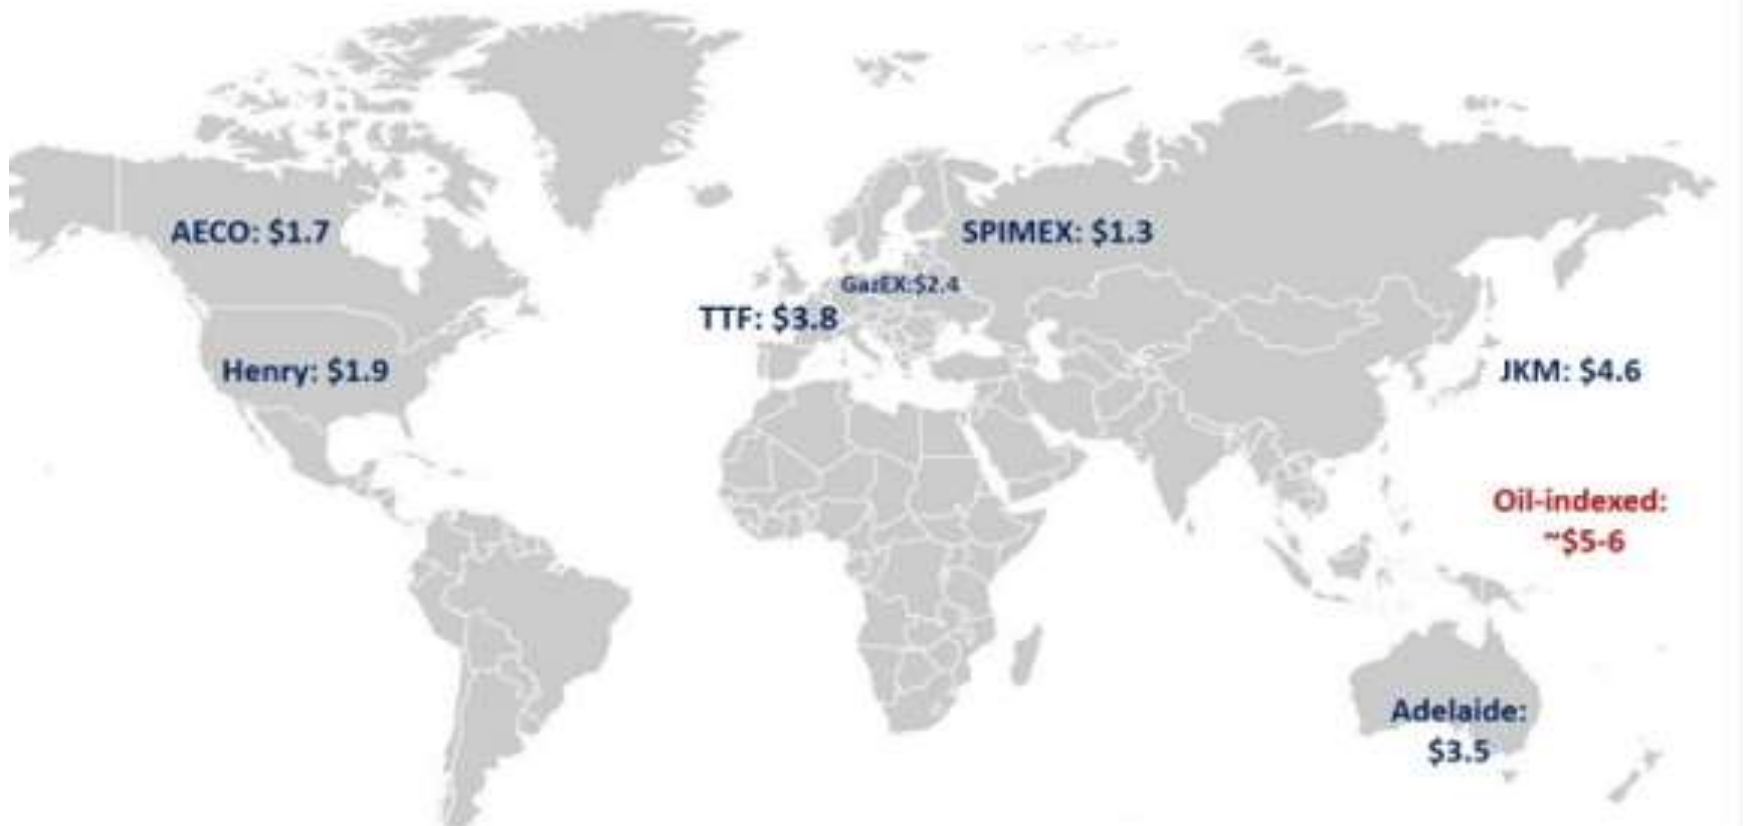 AECO: $1.7
SPIMEX: $1.3
GazEX:$2.4
TTF: $3.8
Henry: $1.9
JKM: $4.6
Oil-indexed:
~$5-6
Adelaide:
$3.5